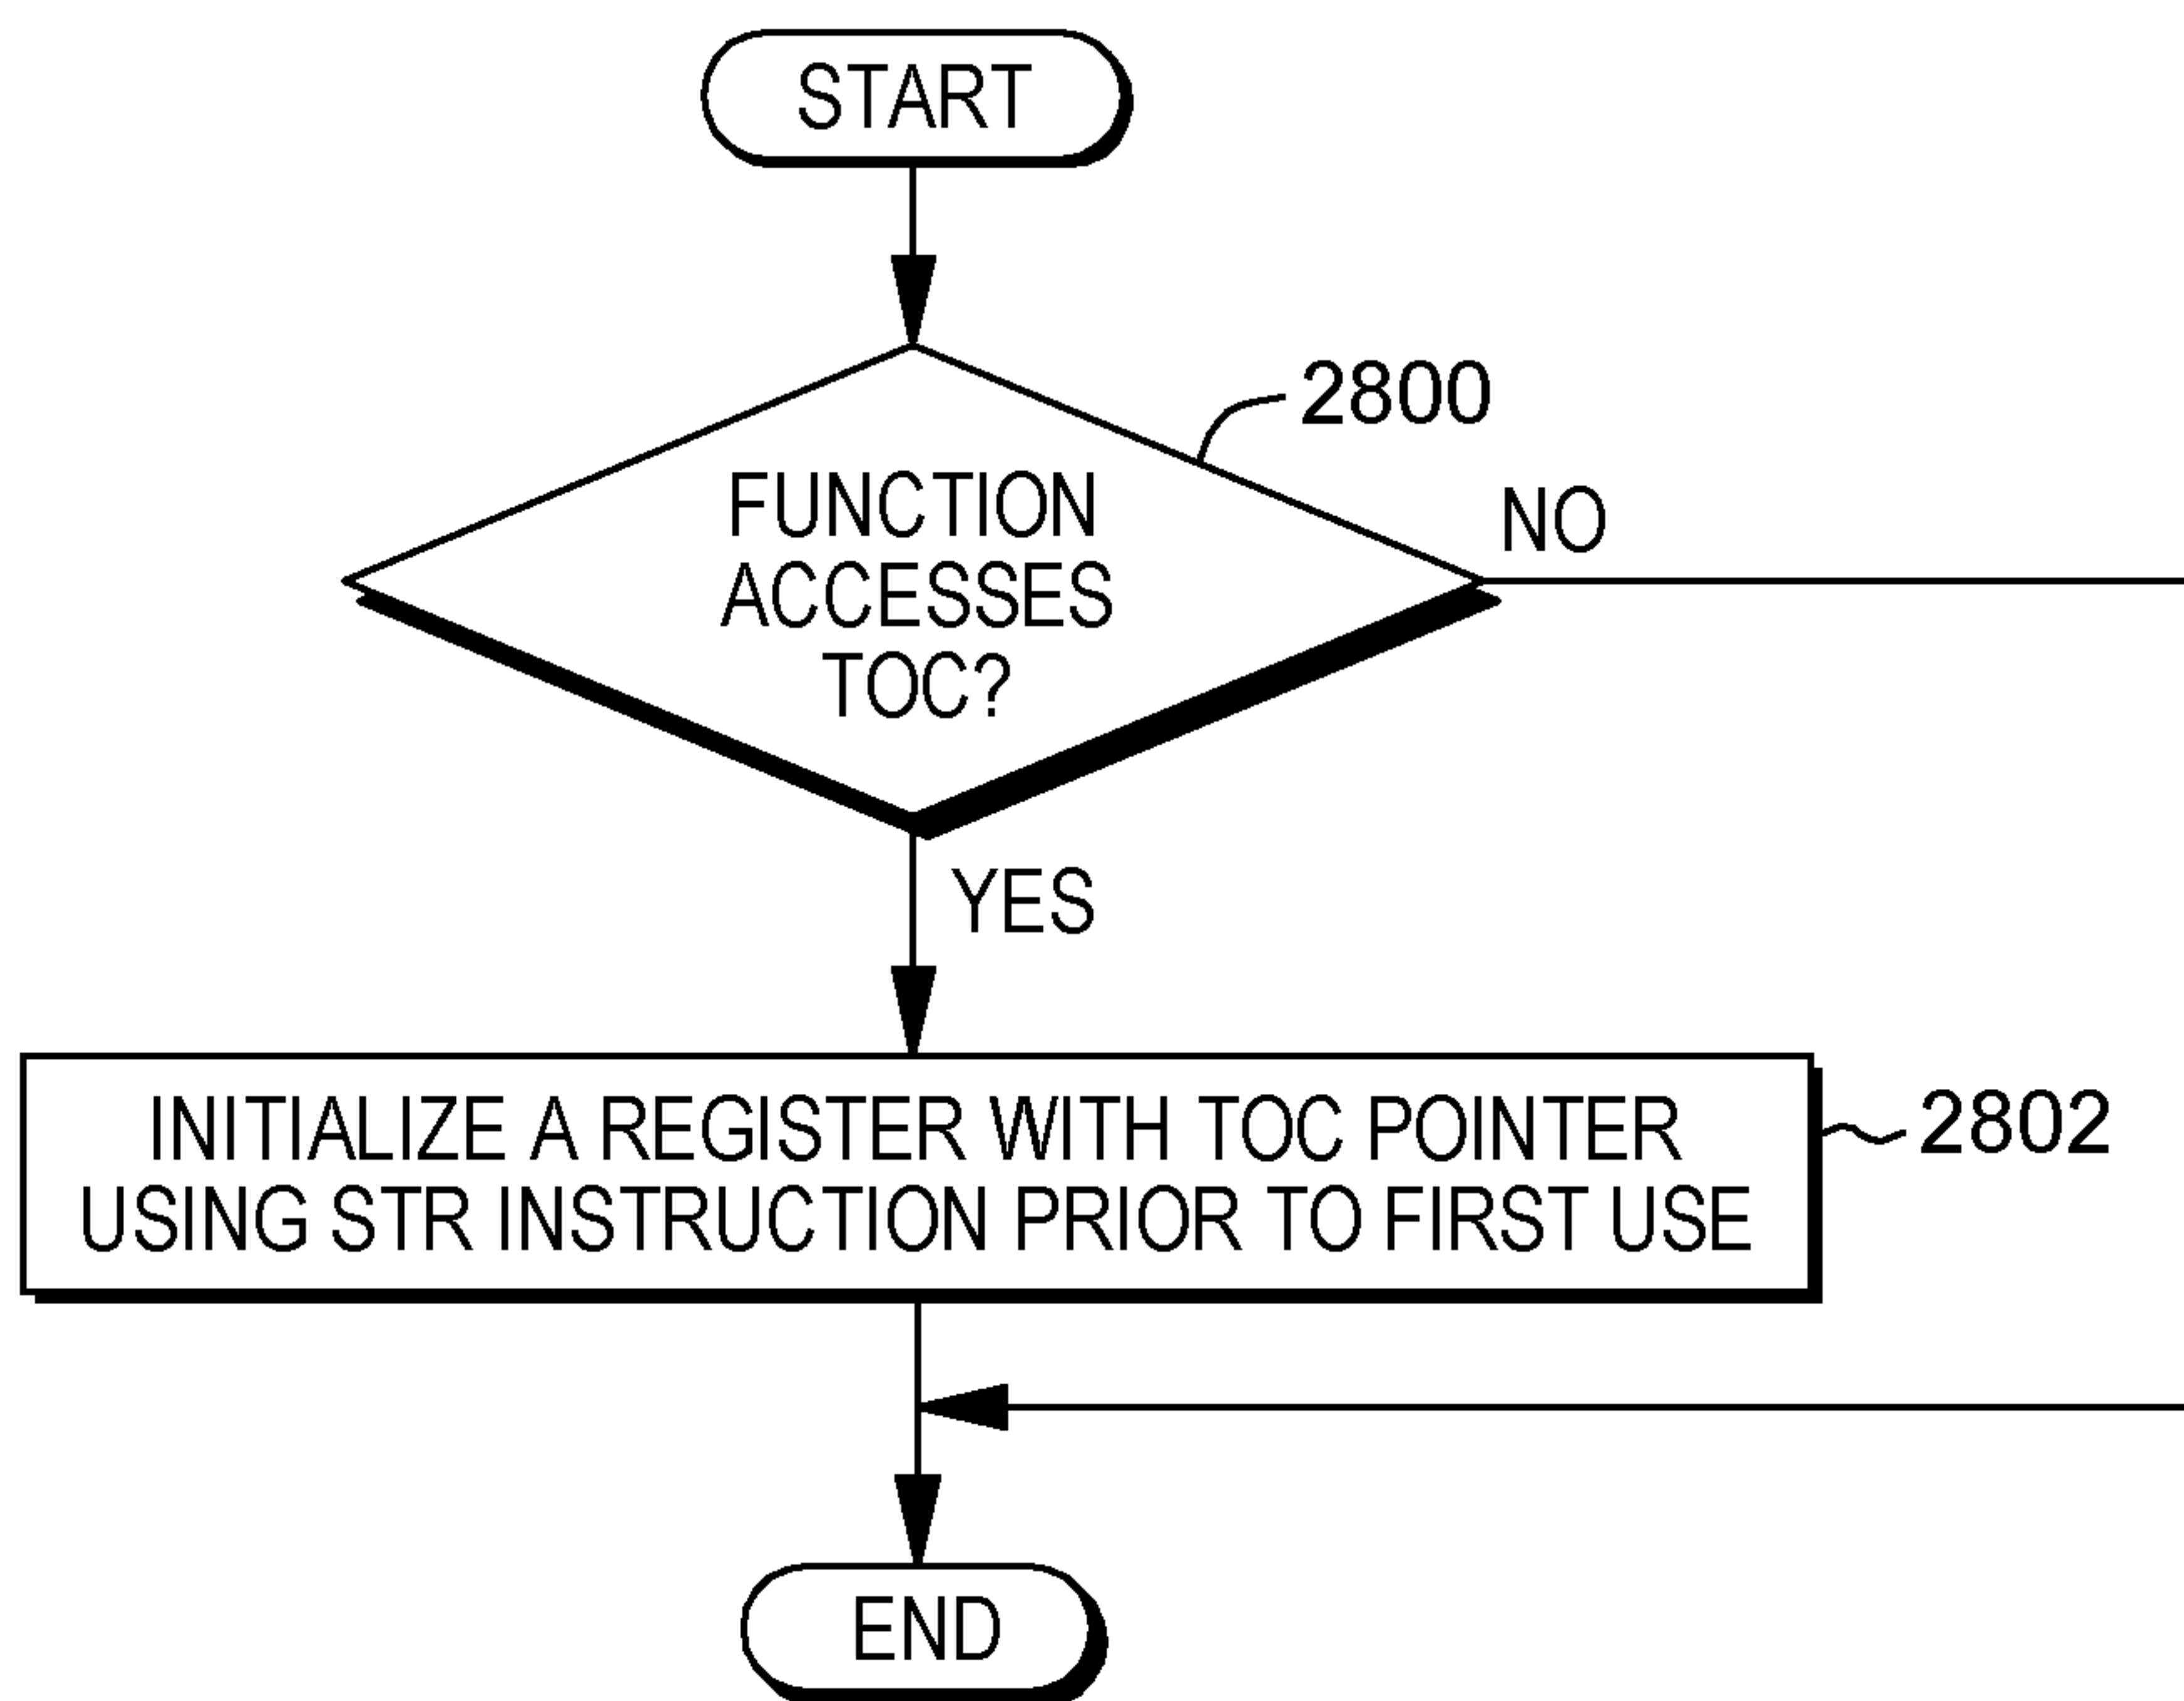 START
2800
FUNCTION
ACCESSES
TOC?
NO
YES
INITIALIZE A REGISTER WITH TOC POINTER
USING STR INSTRUCTION PRIOR TO FIRST USE
2802
END